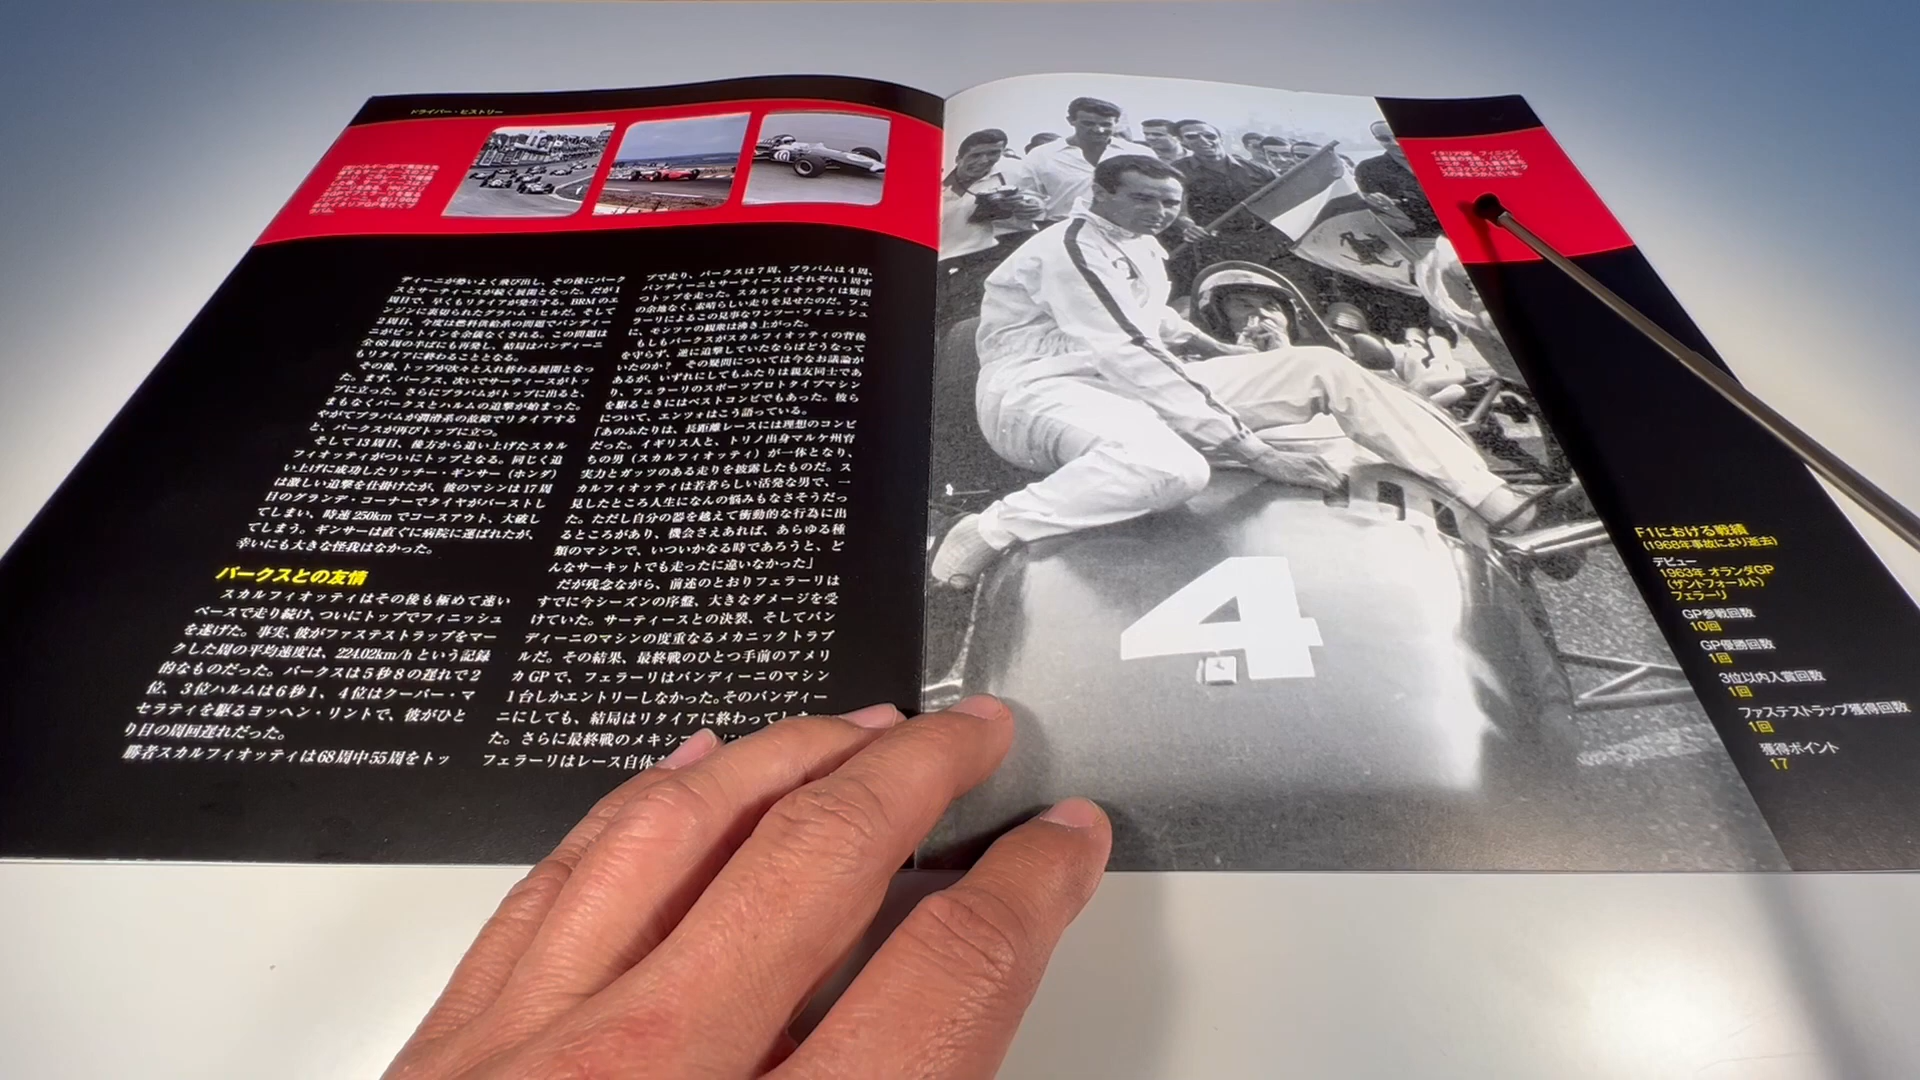 ドライバー・ヒストリー
ディーニが勢いよく飛び出し、その後にパーク
スとサーティースが続く展開となった。だが1
周目で、早くもリタイアが発生する。BRMのエ
ンジンに裏切られたグラハム・ヒルだ。そして
2周目、今度は燃料供給系の問題でバンディー
ニがピットインを余儀なくされる。この問題は
全68周の半ばにも再発し、結局はバンディーニ
もリタイアに終わることとなる。
その後、トップが次々と入れ替わる展開となっ
た。まず、パークス、次いでサーティースがトッ
プに立った。さらにブラバムがトップに出ると、
まもなくパークスとハルムの追撃が始まった。
やがてブラバムが潤滑系の故障でリタイアする
と、パークスが再びトップに立つ。
そして13周目、後方から追い上げたスカル
フィオッティがついにトップとなる。同じく追
い上げに成功したリッチー・ギンサー（ホンダ）
は激しい追撃を仕掛けたが、彼のマシンは17周
目のグランデ・コーナーでタイヤがバーストし
てしまい、時速250kmでコースアウト、大破し
てしまう。ギンサーは直ぐに病院に運ばれたが、
幸いにも大きな怪我はなかった。
パークスとの友情
スカルフィオッティはその後も極めて速い
ペースで走り続け、ついにトップでフィニッシュ
を遂げた。事実、彼がファステストラップをマー
クした周の平均速度は、224.02km/hという記録
的なものだった。パークスは5秒8の遅れで2
位、3位ハルムは6秒1、4位はクーパー・マ
セラティを駆るヨッヘン・リントで、彼がひと
り目の周回遅れだった。
勝者スカルフィオッティは68周中55周をトッ
プで走り、パークスは7周、ブラバムは4周、
バンディーニとサーティースはそれぞれ1周ず
つトップを走った。スカルフィオッティは疑問
の余地なく、素晴らしい走りを見せたのだ。フェ
ラーリによるこの見事なワンツー・フィニッシュ
に、モンツァの観衆は沸き上がった。
もしもパークスがスカルフィオッティの背後
を守らず、逆に追撃していたならばどうなって
いたのか？　その疑問については今なお議論が
あるが、いずれにしてもふたりは親友同士であ
り、フェラーリのスポーツプロトタイプマシン
を駆るときにはベストコンビでもあった。彼ら
について、エンツォはこう語っている。
「あのふたりは、長距離レースには理想のコンビ
だった。イギリス人と、トリノ出身マルケ州育
ちの男（スカルフィオッティ）が一体となり、
実力とガッツのある走りを披露したものだ。ス
カルフィオッティは若者らしい活発な男で、一
見したところ人生になんの悩みもなさそうだっ
た。ただし自分の器を越えて衝動的な行為に出
るところがあり、機会さえあれば、あらゆる種
類のマシンで、いついかなる時であろうと、ど
んなサーキットでも走ったに違いなかった」
だが残念ながら、前述のとおりフェラーリは
すでに今シーズンの序盤、大きなダメージを受
けていた。サーティースとの決裂、そしてバン
ディーニのマシンの度重なるメカニックトラブ
ルだ。その結果、最終戦のひとつ手前のアメリ
カGPで、フェラーリはバンディーニのマシン
1台しかエントリーしなかった。そのバンディー
ニにしても、結局はリタイアに終わってし
た。さらに最終戦のメキシ
フェラーリはレース自体
4
F1における戦績
(1968年事故により逝去)
デビュー
1963年 オランダGP
(ザントフォールト)
フェラーリ
GP参戦回数
10回
GP優勝回数
1回
3位以内入賞回数
1回
ファステストラップ獲得回数
1回
獲得ポイント
17